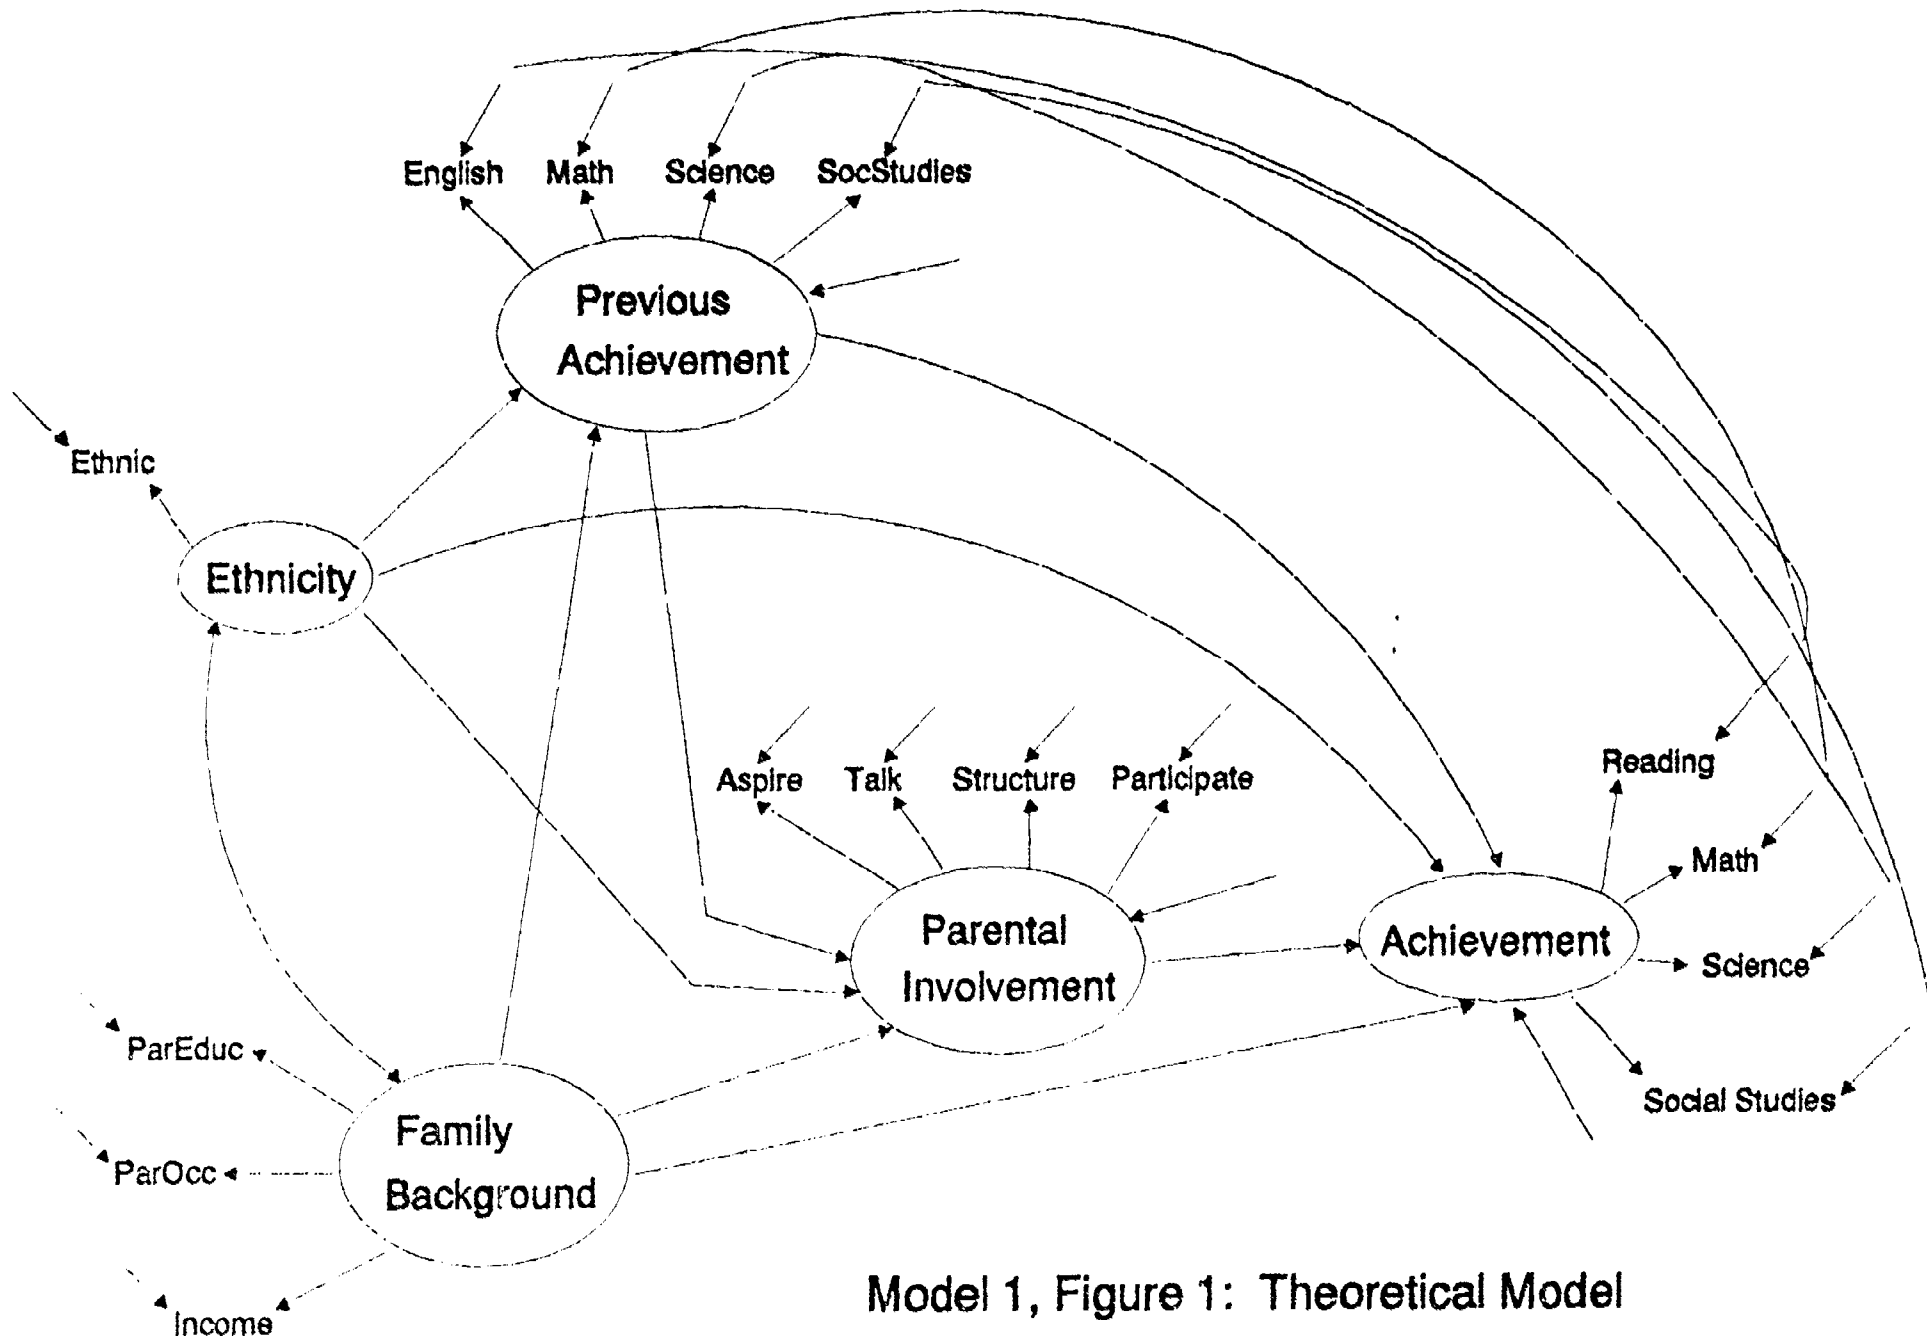 English Math Science SocStudies
Previous
Achievement
Ethnic
Ethnicity
Aspire Talk Structure Participate
Reading
Math
Parental
Involvement
Achievement
Science
ParEduc
Social Studies
Family
Background
ParOcc
Income
Model 1, Figure 1: Theoretical Model